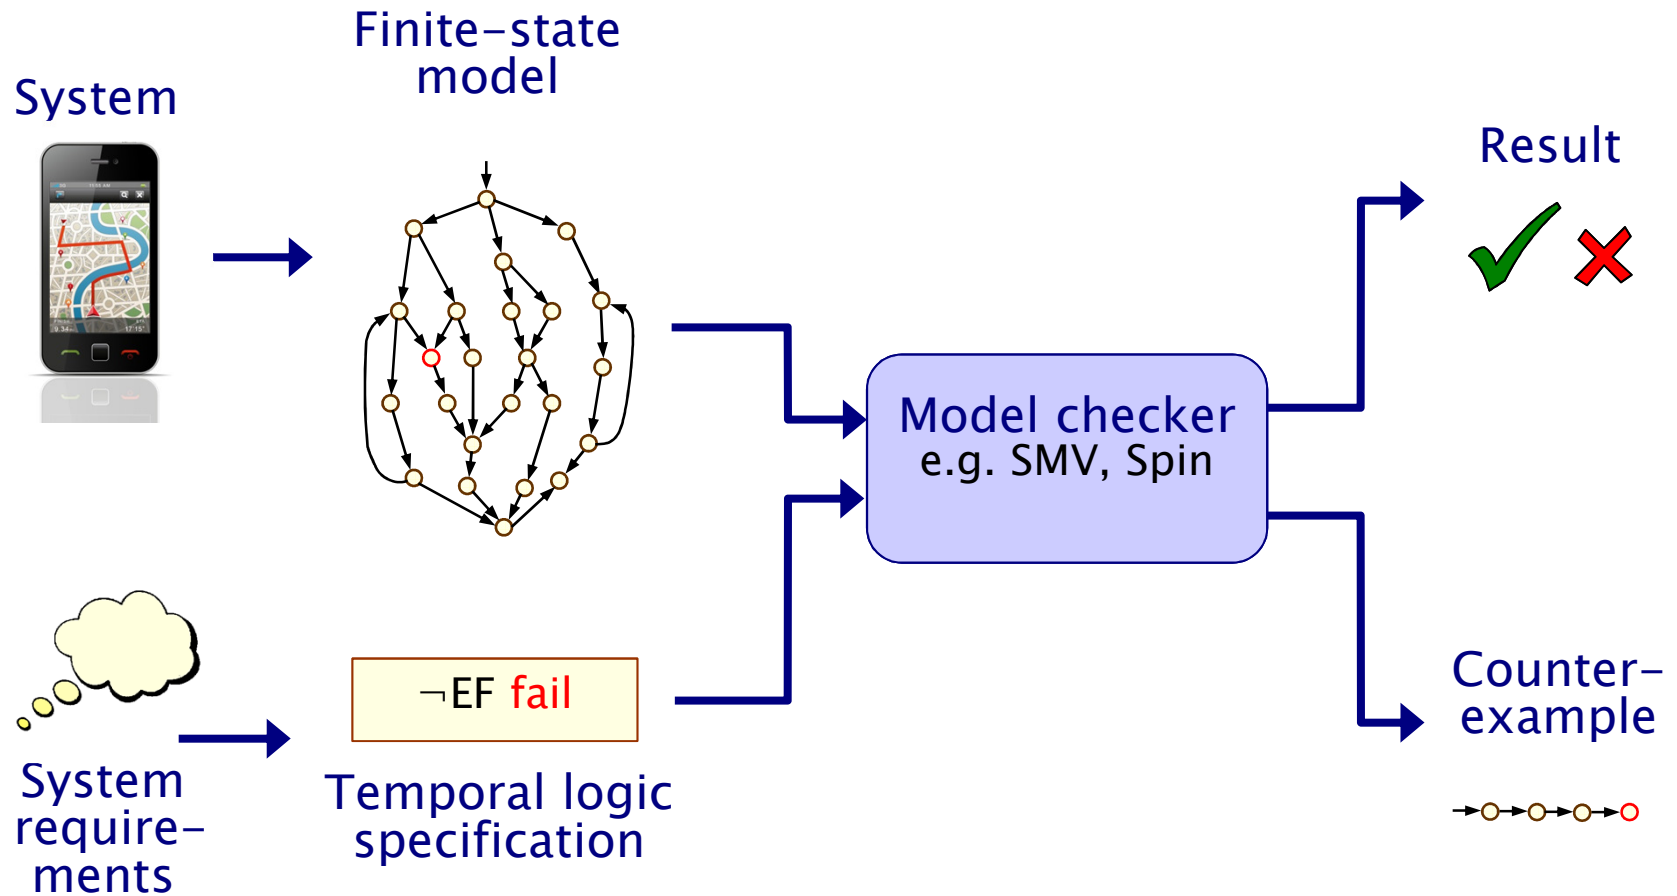 Finite-state
model
System
Result
Model checker
e.g. SMV, Spin
¬EF fail
Counter-
example
System
require-
ments
Temporal logic
specification